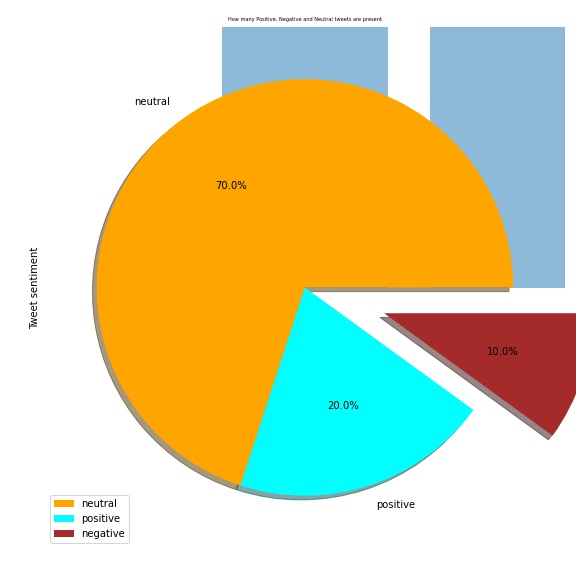 How many Positive, Negative and Neutral tweets are present
neutral
70.0%
Tweet sentiment
10.0%
20.0%
positive
neutral
positive
negative